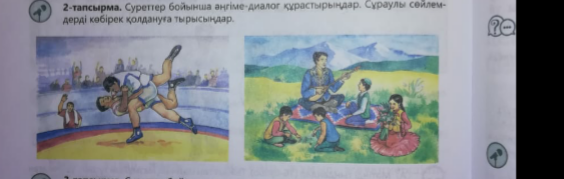 2-тапсырма. Суреттер бойынша әңгіме-диалог құрастырыңдар. Сұраулы сөйлем-
дерді көбірек қолдануға тырысыңдар.